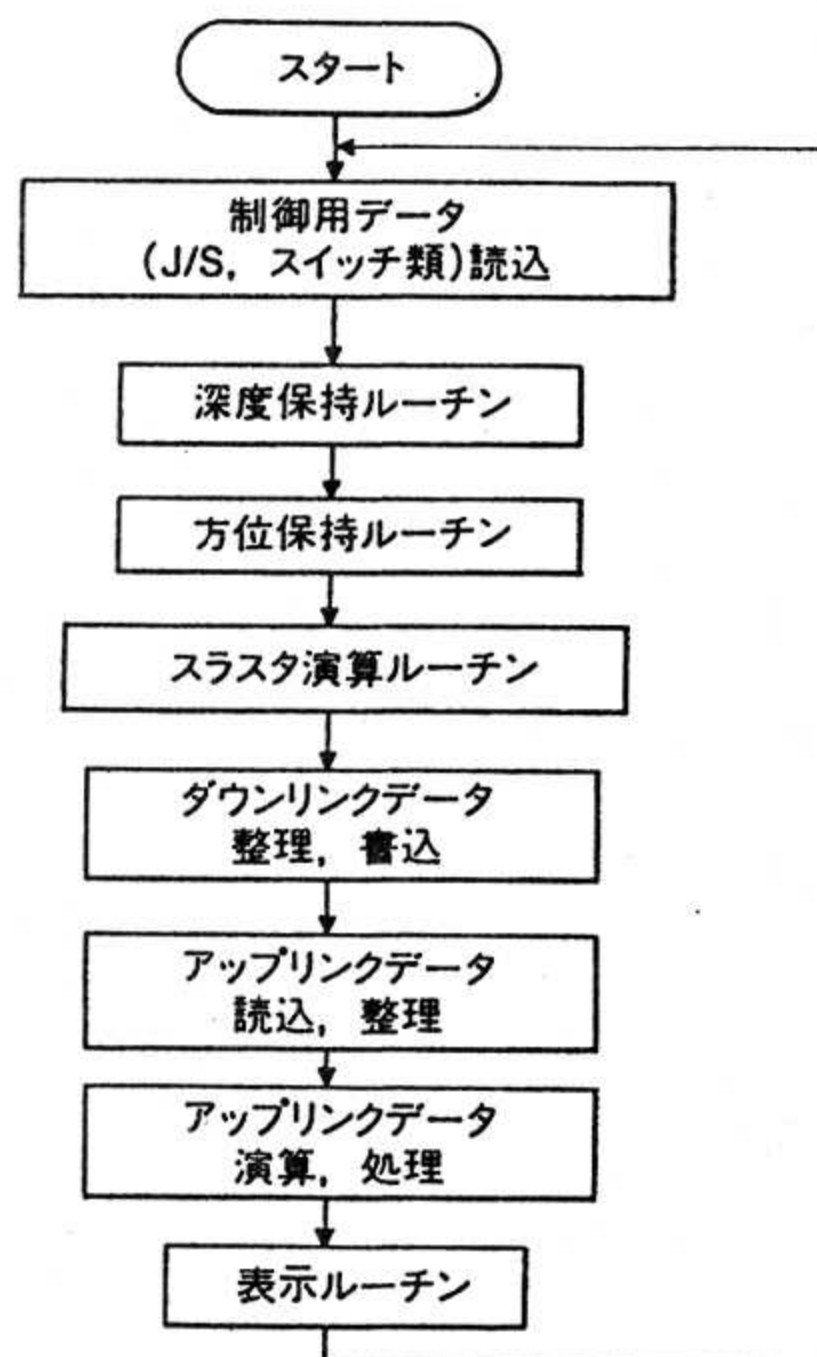 スタート
制御用データ
(J/S, スイッチ類)読込
深度保持ルーチン
方位保持ルーチン
スラスタ演算ルーチン
ダウンリンクデータ
整理, 書込
アップリンクデータ
読込, 整理
アップリンクデータ
演算, 処理
表示ルーチン